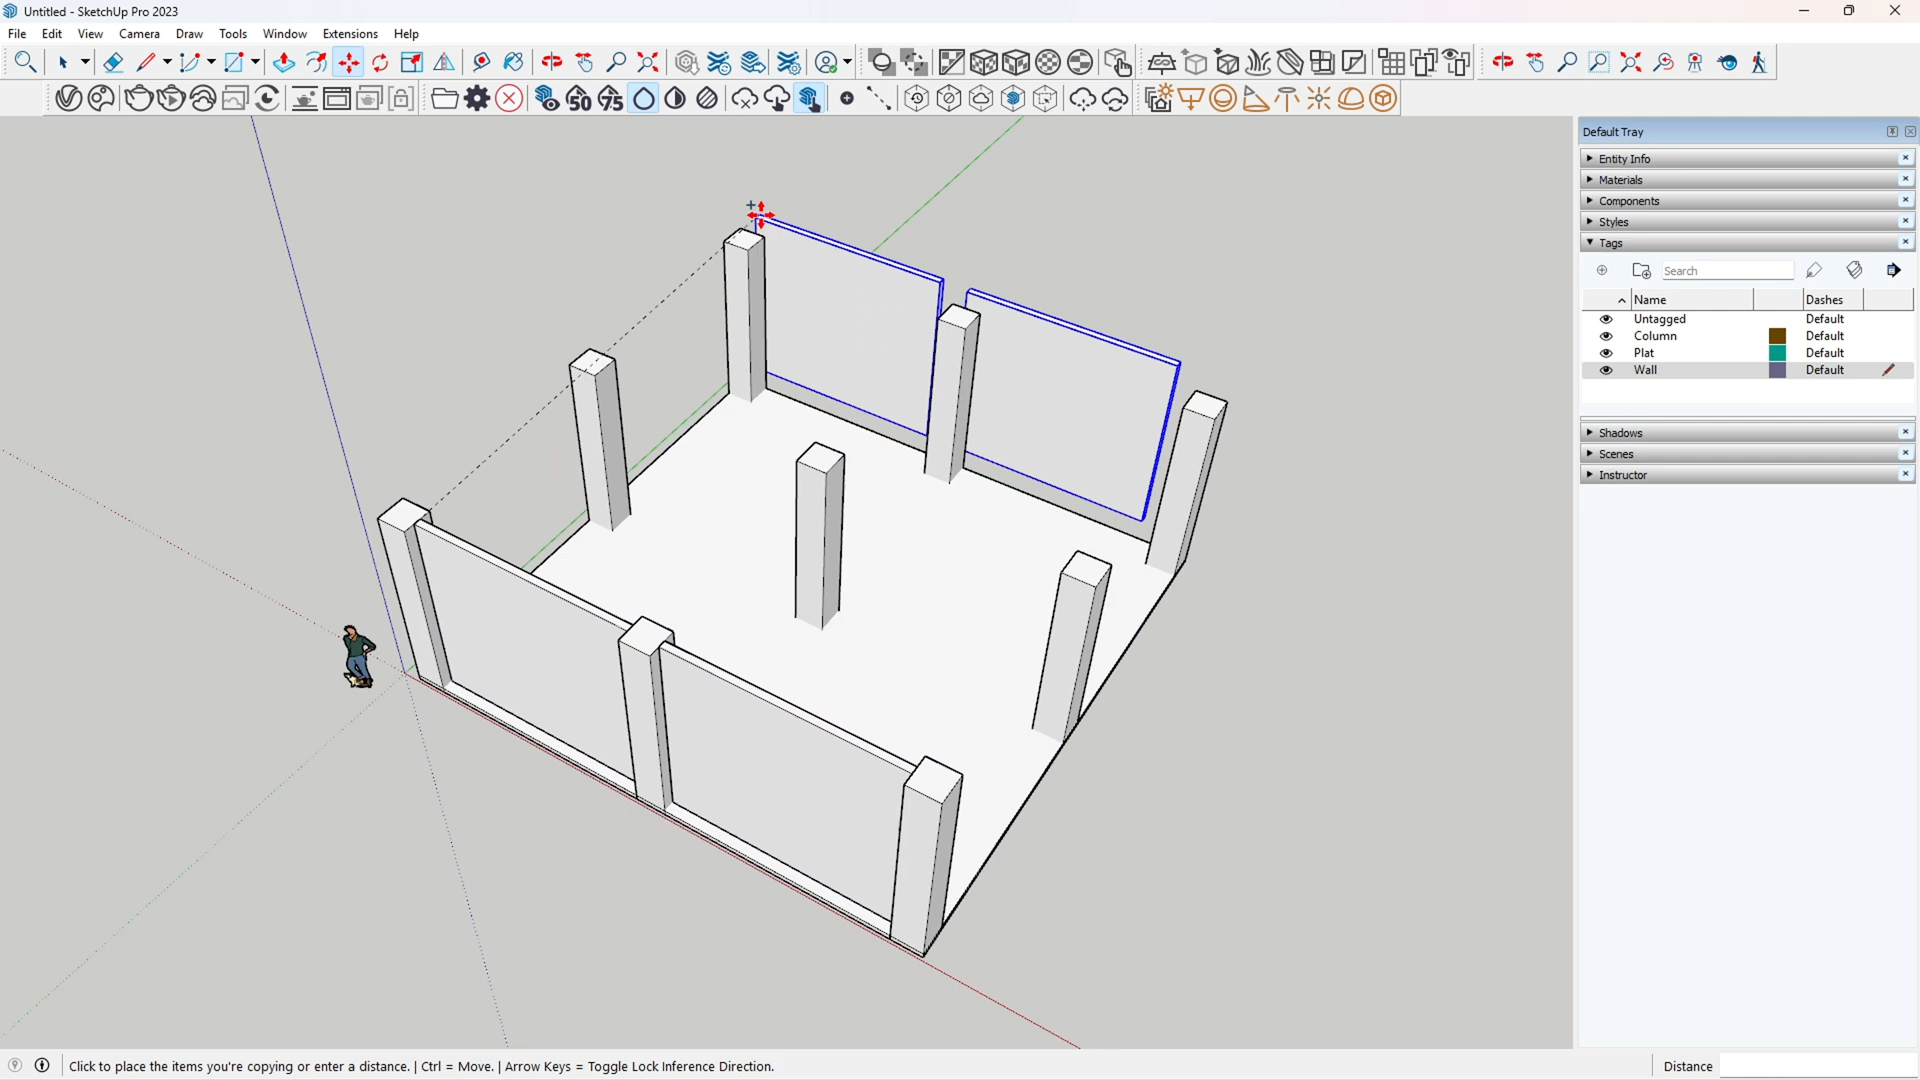 Untitled - SketchUp Pro 2023
File Edit View Camera Draw Tools Window Extensions Help
50 75
Default Tray
Entity Info
Materials
Components
Styles
Tags
Search
Name Dashes
Untagged Default
Column Default
Plat Default
Wall Default
Shadows
Scenes
Instructor
Click to place the items you're copying or enter a distance. | Ctrl = Move. | Arrow Keys = Toggle Lock Inference Direction.
Distance